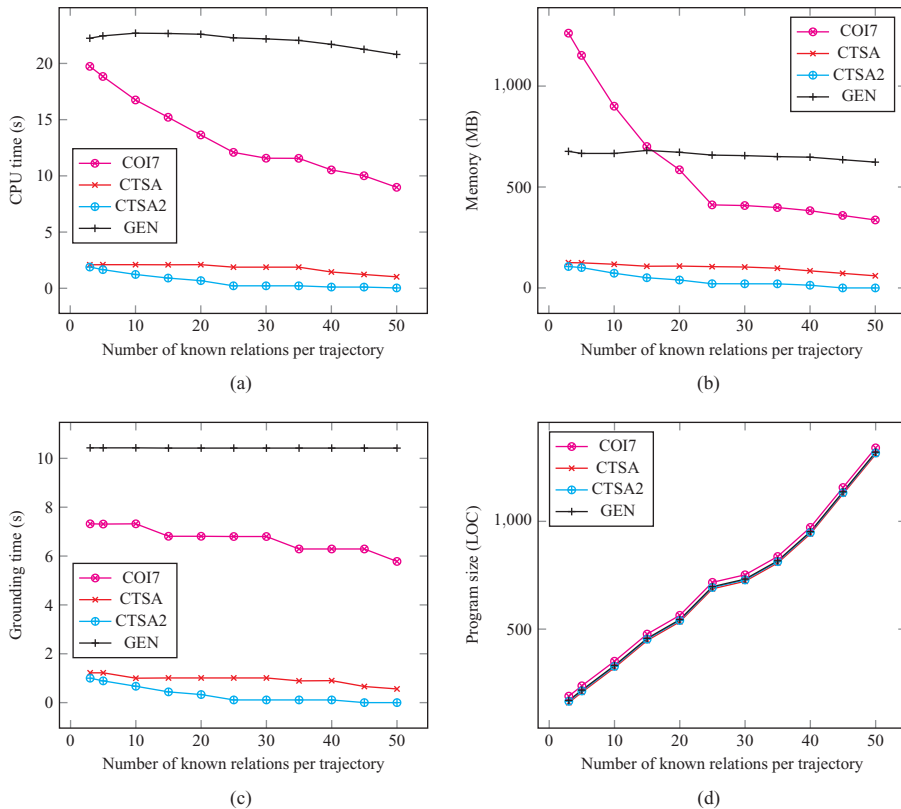 20
15
10
5
0
CPU time (s)
COI7
CTSA
CTSA2
GEN
0 10 20 30 40 50
Number of known relations per trajectory
(a)
1,000
500
0
Memory (MB)
COI7
CTSA
CTSA2
GEN
0 10 20 30 40 50
Number of known relations per trajectory
(b)
10
8
6
4
2
0
Grounding time (s)
COI7
CTSA
CTSA2
GEN
0 10 20 30 40 50
Number of known relations per trajectory
(c)
1,000
500
Program size (LOC)
COI7
CTSA
CTSA2
GEN
0 10 20 30 40 50
Number of known relations per trajectory
(d)